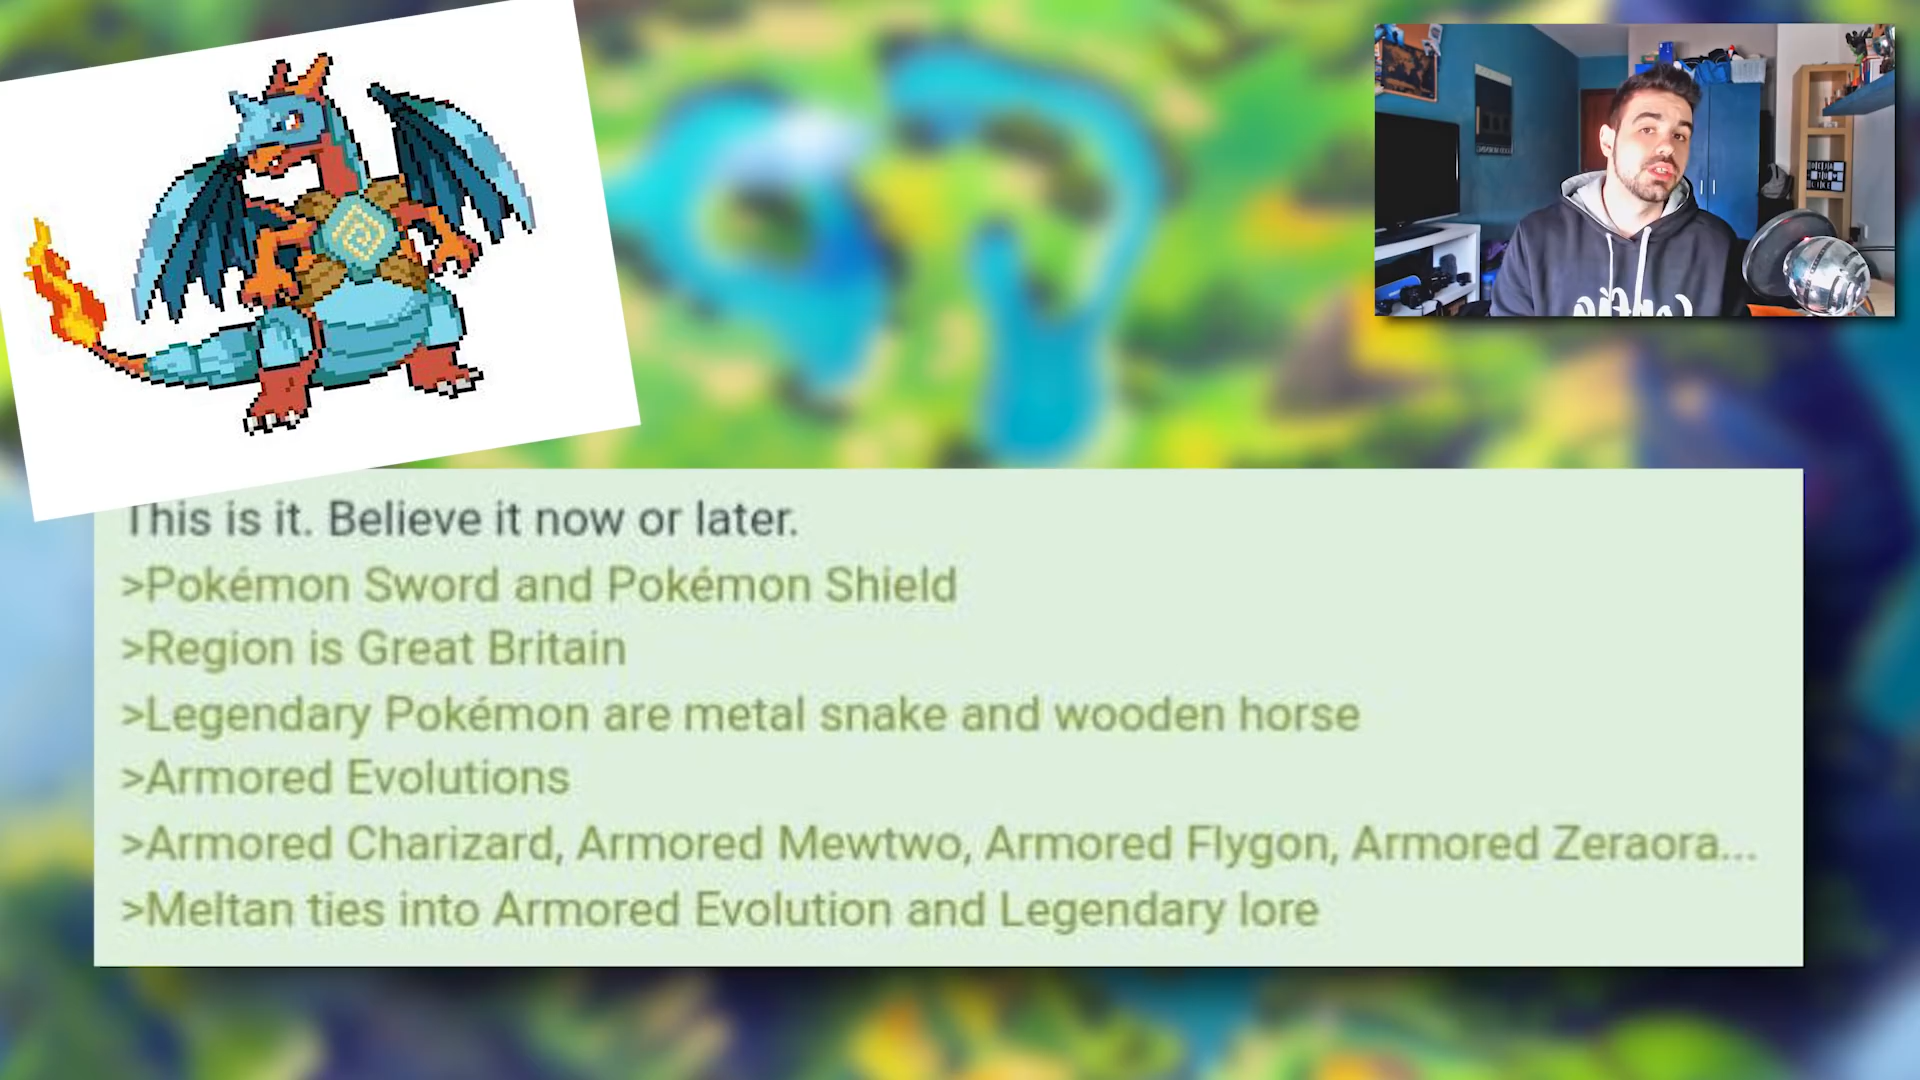 This is it. Believe it now or later.
>Pokémon Sword and Pokémon Shield
>Region is Great Britain
>Legendary Pokémon are metal snake and wooden horse
>Armored Evolutions
>Armored Charizard, Armored Mewtwo, Armored Flygon, Armored Zeraora...
>Meltan ties into Armored Evolution and Legendary lore